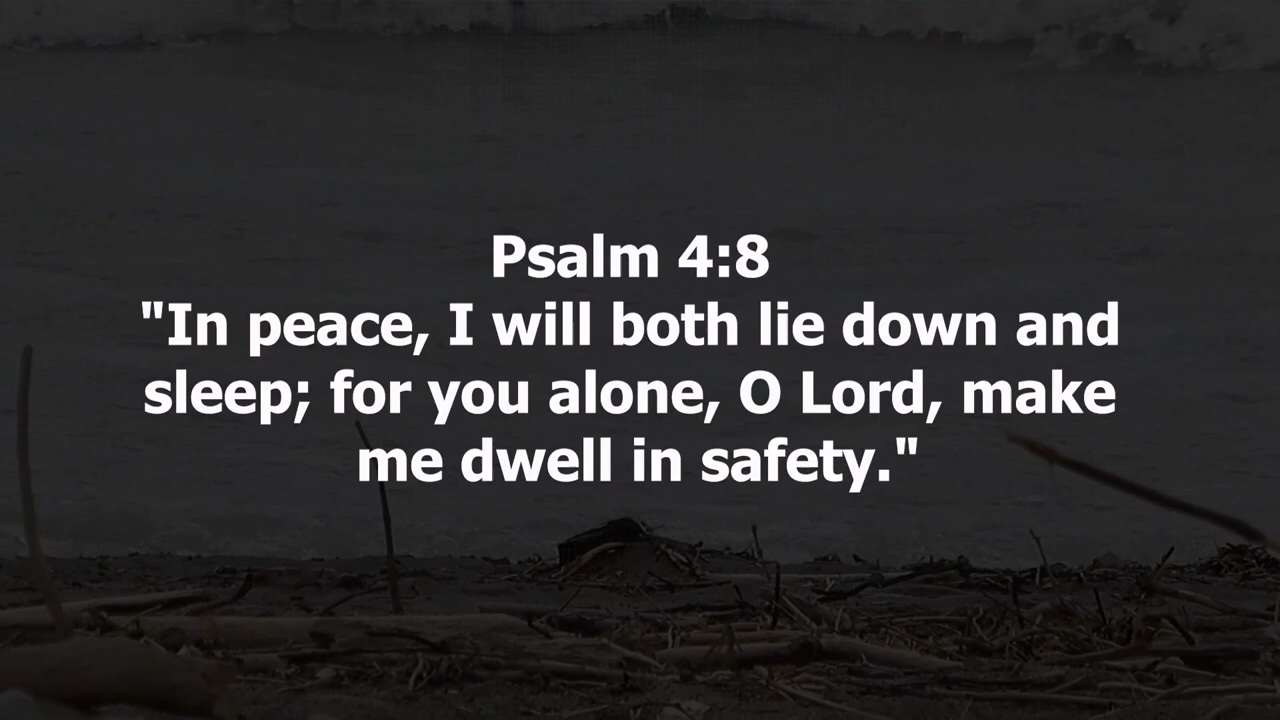 Psalm 4:8
"In peace, I will both lie down and
sleep; for you alone, O Lord, make
me dwell in safety."